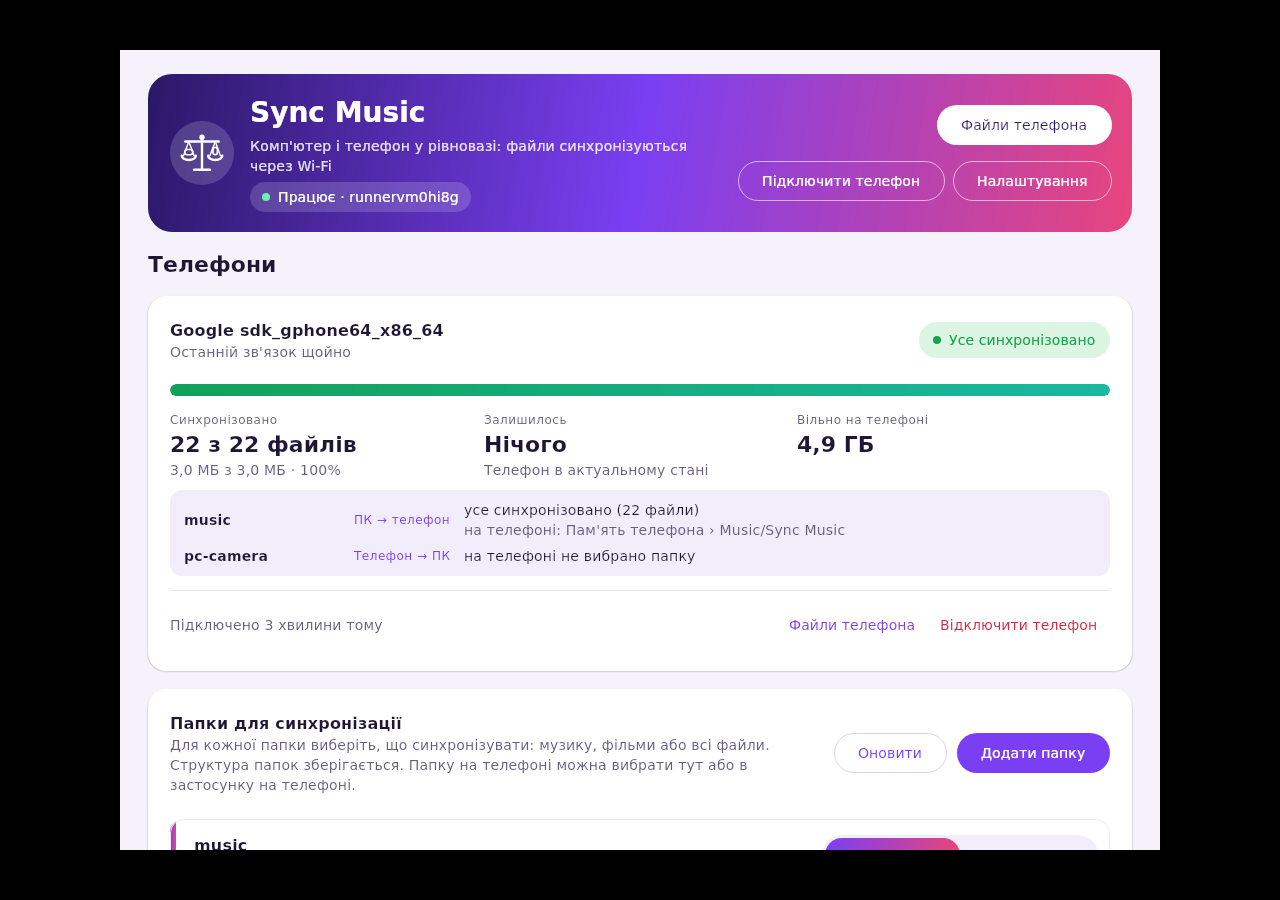 Sync Music
Комп'ютер і телефон у рівновазі: файли синхронізуються
через Wi-Fi
Працює · runnervm0hi8g
Файли телефона
Підключити телефон
Налаштування
Телефони
Google sdk_gphone64_x86_64
Останній зв'язок щойно
Усе синхронізовано
Синхронізовано
22 з 22 файлів
3,0 МБ з 3,0 МБ · 100%
Залишилось
Нічого
Телефон в актуальному стані
Вільно на телефоні
4,9 ГБ
music
ПК → телефон
усе синхронізовано (22 файли)
на телефоні: Пам'ять телефона › Music/Sync Music
pc-camera
Телефон → ПК
на телефоні не вибрано папку
Підключено 3 хвилини тому
Файли телефона
Відключити телефон
Папки для синхронізації
Для кожної папки виберіть, що синхронізувати: музику, фільми або всі файли.
Структура папок зберігається. Папку на телефоні можна вибрати тут або в
застосунку на телефоні.
Оновити
Додати папку
music